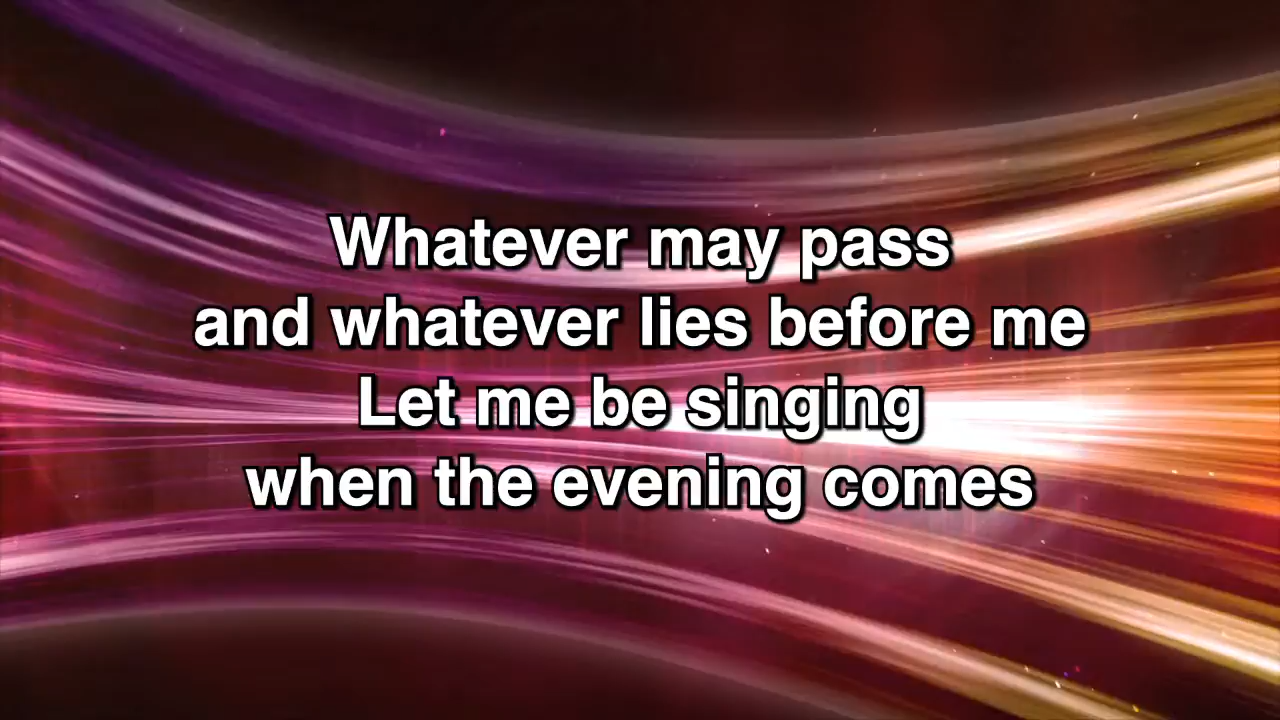 Whatever may pass
and whatever lies before me
Let me be singing
when the evening comes